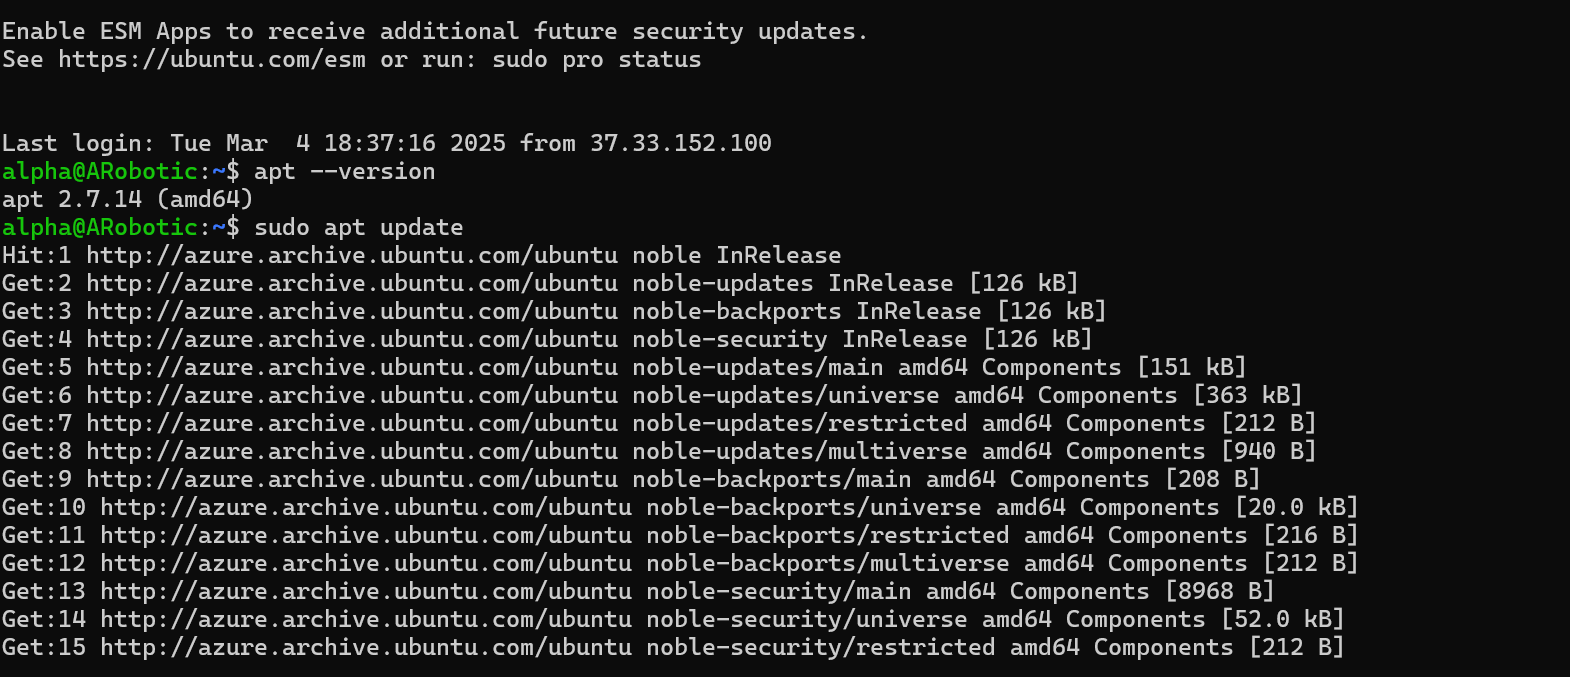 Enable ESM Apps to receive additional future security updates.
See https://ubuntu.com/esm or run: sudo pro status
Last login: Tue Mar  4 18:37:16 2025 from 37.33.152.100
alpha@ARobotic:~$ apt --version
apt 2.7.14 (amd64)
alpha@ARobotic:~$ sudo apt update
Hit:1 http://azure.archive.ubuntu.com/ubuntu noble InRelease
Get:2 http://azure.archive.ubuntu.com/ubuntu noble-updates InRelease [126 kB]
Get:3 http://azure.archive.ubuntu.com/ubuntu noble-backports InRelease [126 kB]
Get:4 http://azure.archive.ubuntu.com/ubuntu noble-security InRelease [126 kB]
Get:5 http://azure.archive.ubuntu.com/ubuntu noble-updates/main amd64 Components [151 kB]
Get:6 http://azure.archive.ubuntu.com/ubuntu noble-updates/universe amd64 Components [363 kB]
Get:7 http://azure.archive.ubuntu.com/ubuntu noble-updates/restricted amd64 Components [212 B]
Get:8 http://azure.archive.ubuntu.com/ubuntu noble-updates/multiverse amd64 Components [940 B]
Get:9 http://azure.archive.ubuntu.com/ubuntu noble-backports/main amd64 Components [208 B]
Get:10 http://azure.archive.ubuntu.com/ubuntu noble-backports/universe amd64 Components [20.0 kB]
Get:11 http://azure.archive.ubuntu.com/ubuntu noble-backports/restricted amd64 Components [216 B]
Get:12 http://azure.archive.ubuntu.com/ubuntu noble-backports/multiverse amd64 Components [212 B]
Get:13 http://azure.archive.ubuntu.com/ubuntu noble-security/main amd64 Components [8968 B]
Get:14 http://azure.archive.ubuntu.com/ubuntu noble-security/universe amd64 Components [52.0 kB]
Get:15 http://azure.archive.ubuntu.com/ubuntu noble-security/restricted amd64 Components [212 B]